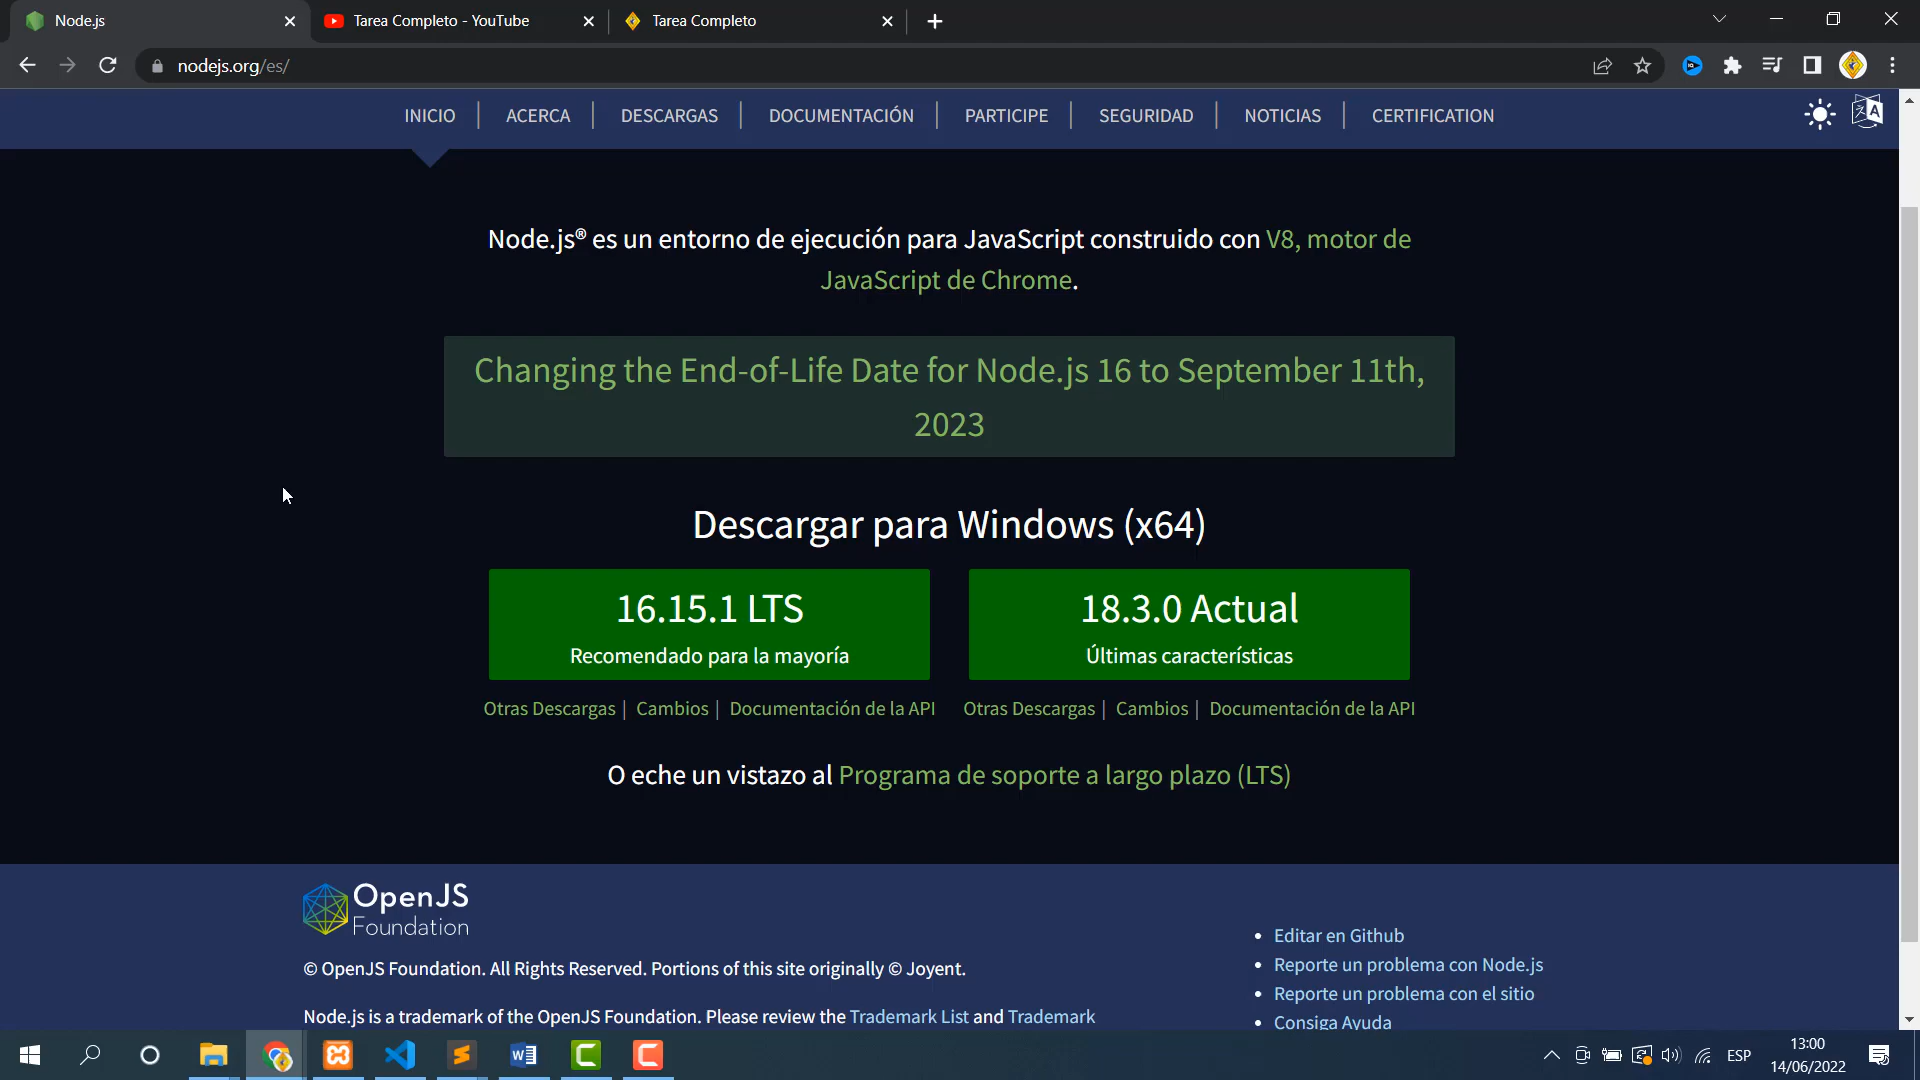 Node.js
Tarea Completo - YouTube
Tarea Completo
nodejs.org/es/
INICIO
ACERCA
DESCARGAS
DOCUMENTACIÓN
PARTICIPE
SEGURIDAD
NOTICIAS
CERTIFICATION
Node.js® es un entorno de ejecución para JavaScript construido con V8, motor de
JavaScript de Chrome.
Changing the End-of-Life Date for Node.js 16 to September 11th,
2023
Descargar para Windows (x64)
16.15.1 LTS
Recomendado para la mayoría
18.3.0 Actual
Últimas características
Otras Descargas | Cambios | Documentación de la API
Otras Descargas | Cambios | Documentación de la API
O eche un vistazo al Programa de soporte a largo plazo (LTS)
OpenJS
Foundation
© OpenJS Foundation. All Rights Reserved. Portions of this site originally © Joyent.
Node.js is a trademark of the OpenJS Foundation. Please review the Trademark List and Trademark
Editar en Github
Reporte un problema con Node.js
Reporte un problema con el sitio
Consiga Ayuda
ESP
13:00
14/06/2022